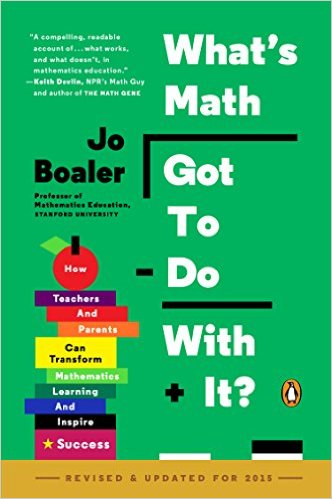 "A compelling, readable
account of...what works,
and what doesn't, in
mathematics education."
—Keith Devlin, NPR's Math Guy
and author of THE MATH GENE
What's
Math
Got
To
Do
With
It?
Jo
Boaler
Professor of
Mathematics Education,
STANFORD UNIVERSITY
How
Teachers
And
Parents
Can
Transform
Mathematics
Learning
And
Inspire
Success
REVISED & UPDATED FOR 2015